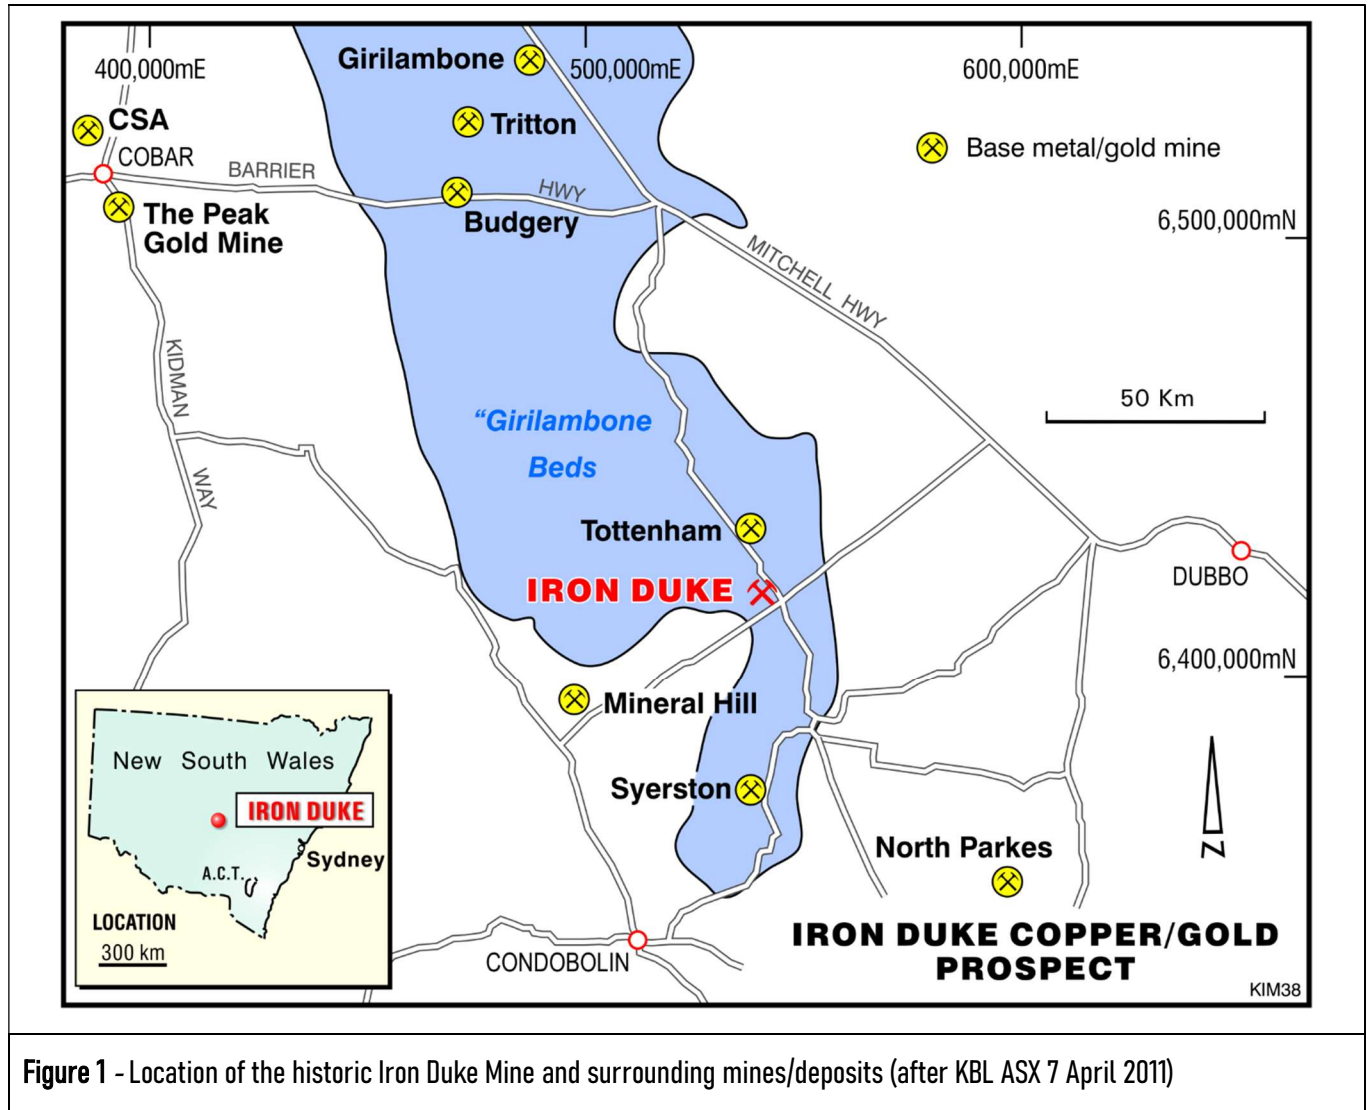 400,000mE
500,000mE
600,000mE
Girilambone
Tritton
CSA
COBAR
Base metal/gold mine
BARRIER
HWY
Budgery
The Peak
Gold Mine
6,500,000mN
MITCHELL HWY
KIDMAN
WAY
50 Km
“Girilambone
Beds
Tottenham
IRON DUKE
DUBBO
6,400,000mN
Mineral Hill
Syerston
North Parkes
N
New South Wales
IRON DUKE
Sydney
A.C.T.
LOCATION
300 km
CONDOBOLIN
IRON DUKE COPPER/GOLD
PROSPECT
KIM38
Figure 1 - Location of the historic Iron Duke Mine and surrounding mines/deposits (after KBL ASX 7 April 2011)